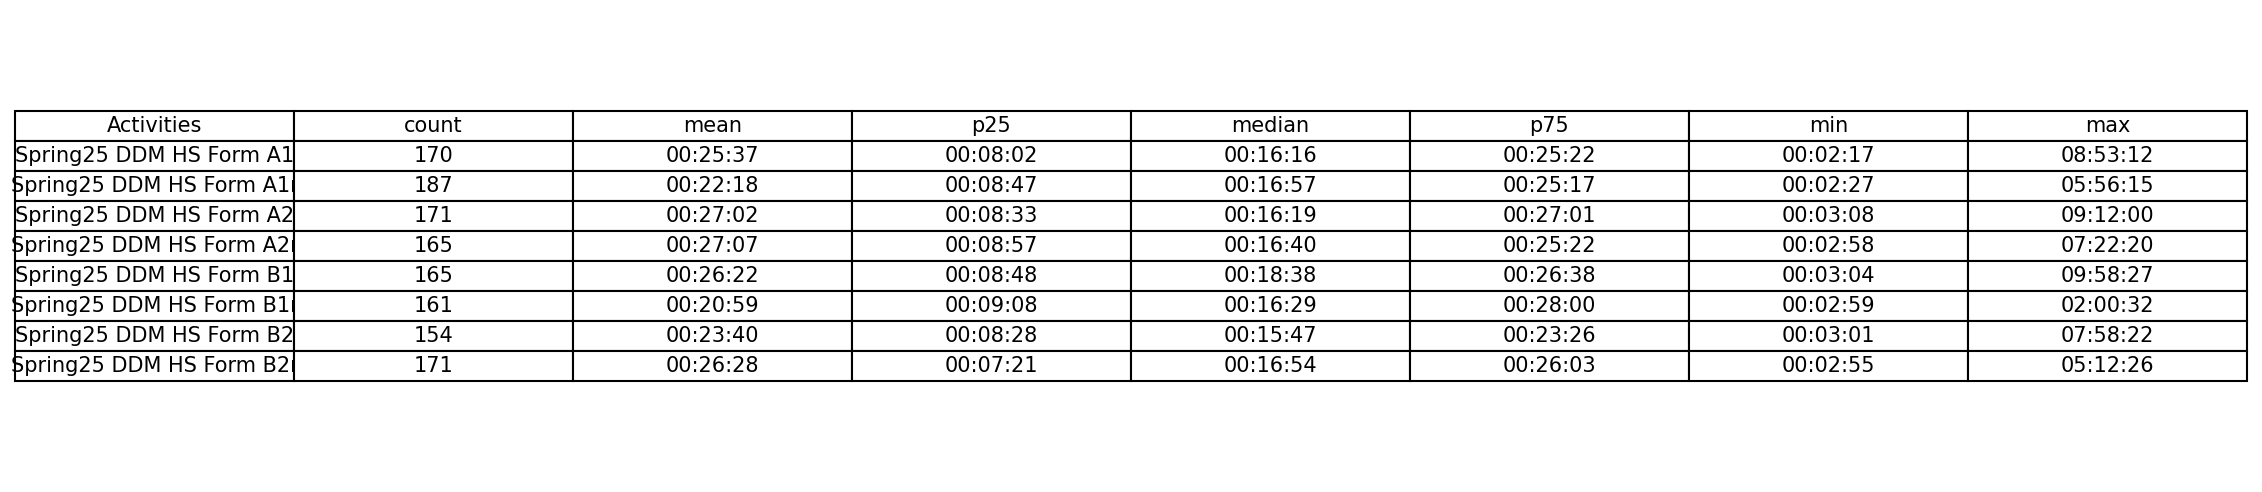 Activities count mean p25 median p75 min max
Spring25 DDM HS Form A1 170 00:25:37 00:08:02 00:16:16 00:25:22 00:02:17 08:53:12
Spring25 DDM HS Form A1r 187 00:22:18 00:08:47 00:16:57 00:25:17 00:02:27 05:56:15
Spring25 DDM HS Form A2 171 00:27:02 00:08:33 00:16:19 00:27:01 00:03:08 09:12:00
Spring25 DDM HS Form A2r 165 00:27:07 00:08:57 00:16:40 00:25:22 00:02:58 07:22:20
Spring25 DDM HS Form B1 165 00:26:22 00:08:48 00:18:38 00:26:38 00:03:04 09:58:27
Spring25 DDM HS Form B1r 161 00:20:59 00:09:08 00:16:29 00:28:00 00:02:59 02:00:32
Spring25 DDM HS Form B2 154 00:23:40 00:08:28 00:15:47 00:23:26 00:03:01 07:58:22
Spring25 DDM HS Form B2r 171 00:26:28 00:07:21 00:16:54 00:26:03 00:02:55 05:12:26